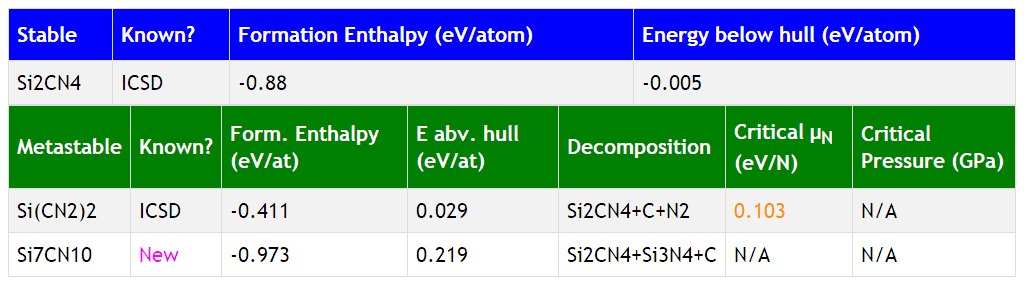 Stable Known? Formation Enthalpy (eV/atom) Energy below hull (eV/atom)
Si2CN4 ICSD -0.88 -0.005
Metastable Known? Form. Enthalpy (eV/at) E abv. hull (eV/at) Decomposition Critical μN (eV/N) Critical Pressure (GPa)
Si(CN2)2 ICSD -0.411 0.029 Si2CN4+C+N2 0.103 N/A
Si7CN10 New -0.973 0.219 Si2CN4+Si3N4+C N/A N/A